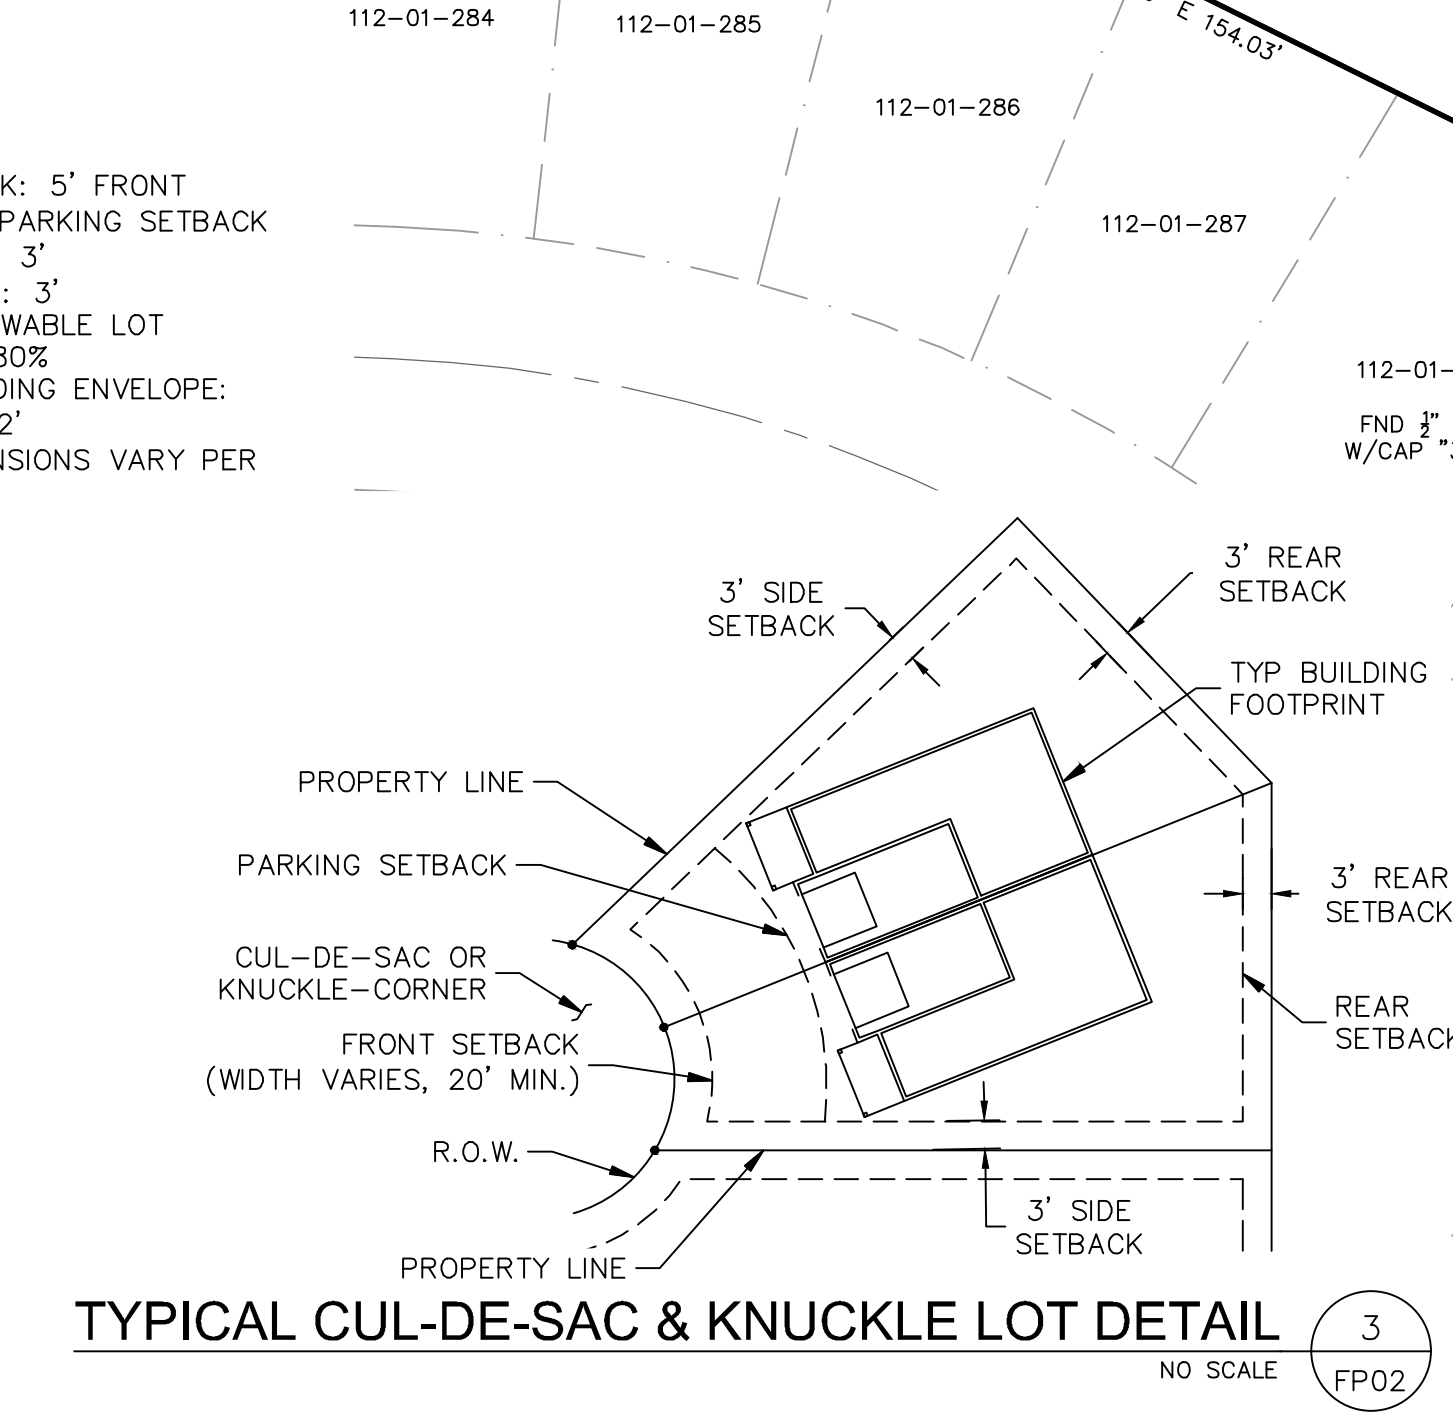 112-01-284
112-01-285
112-01-286
112-01-287
E 154.03'
K: 5' FRONT
PARKING SETBACK
3'
: 3'
WABLE LOT
80%
DING ENVELOPE:
2'
NSIONS VARY PER
112-01-
FND 1/2"
W/CAP "
3' SIDE
SETBACK
3' REAR
SETBACK
TYP BUILDING
FOOTPRINT
PROPERTY LINE
PARKING SETBACK
3' REAR
SETBACK
CUL-DE-SAC OR
KNUCKLE-CORNER
REAR
SETBACK
FRONT SETBACK
(WIDTH VARIES, 20' MIN.)
R.O.W.
3' SIDE
SETBACK
PROPERTY LINE
TYPICAL CUL-DE-SAC & KNUCKLE LOT DETAIL
NO SCALE
3
FP02